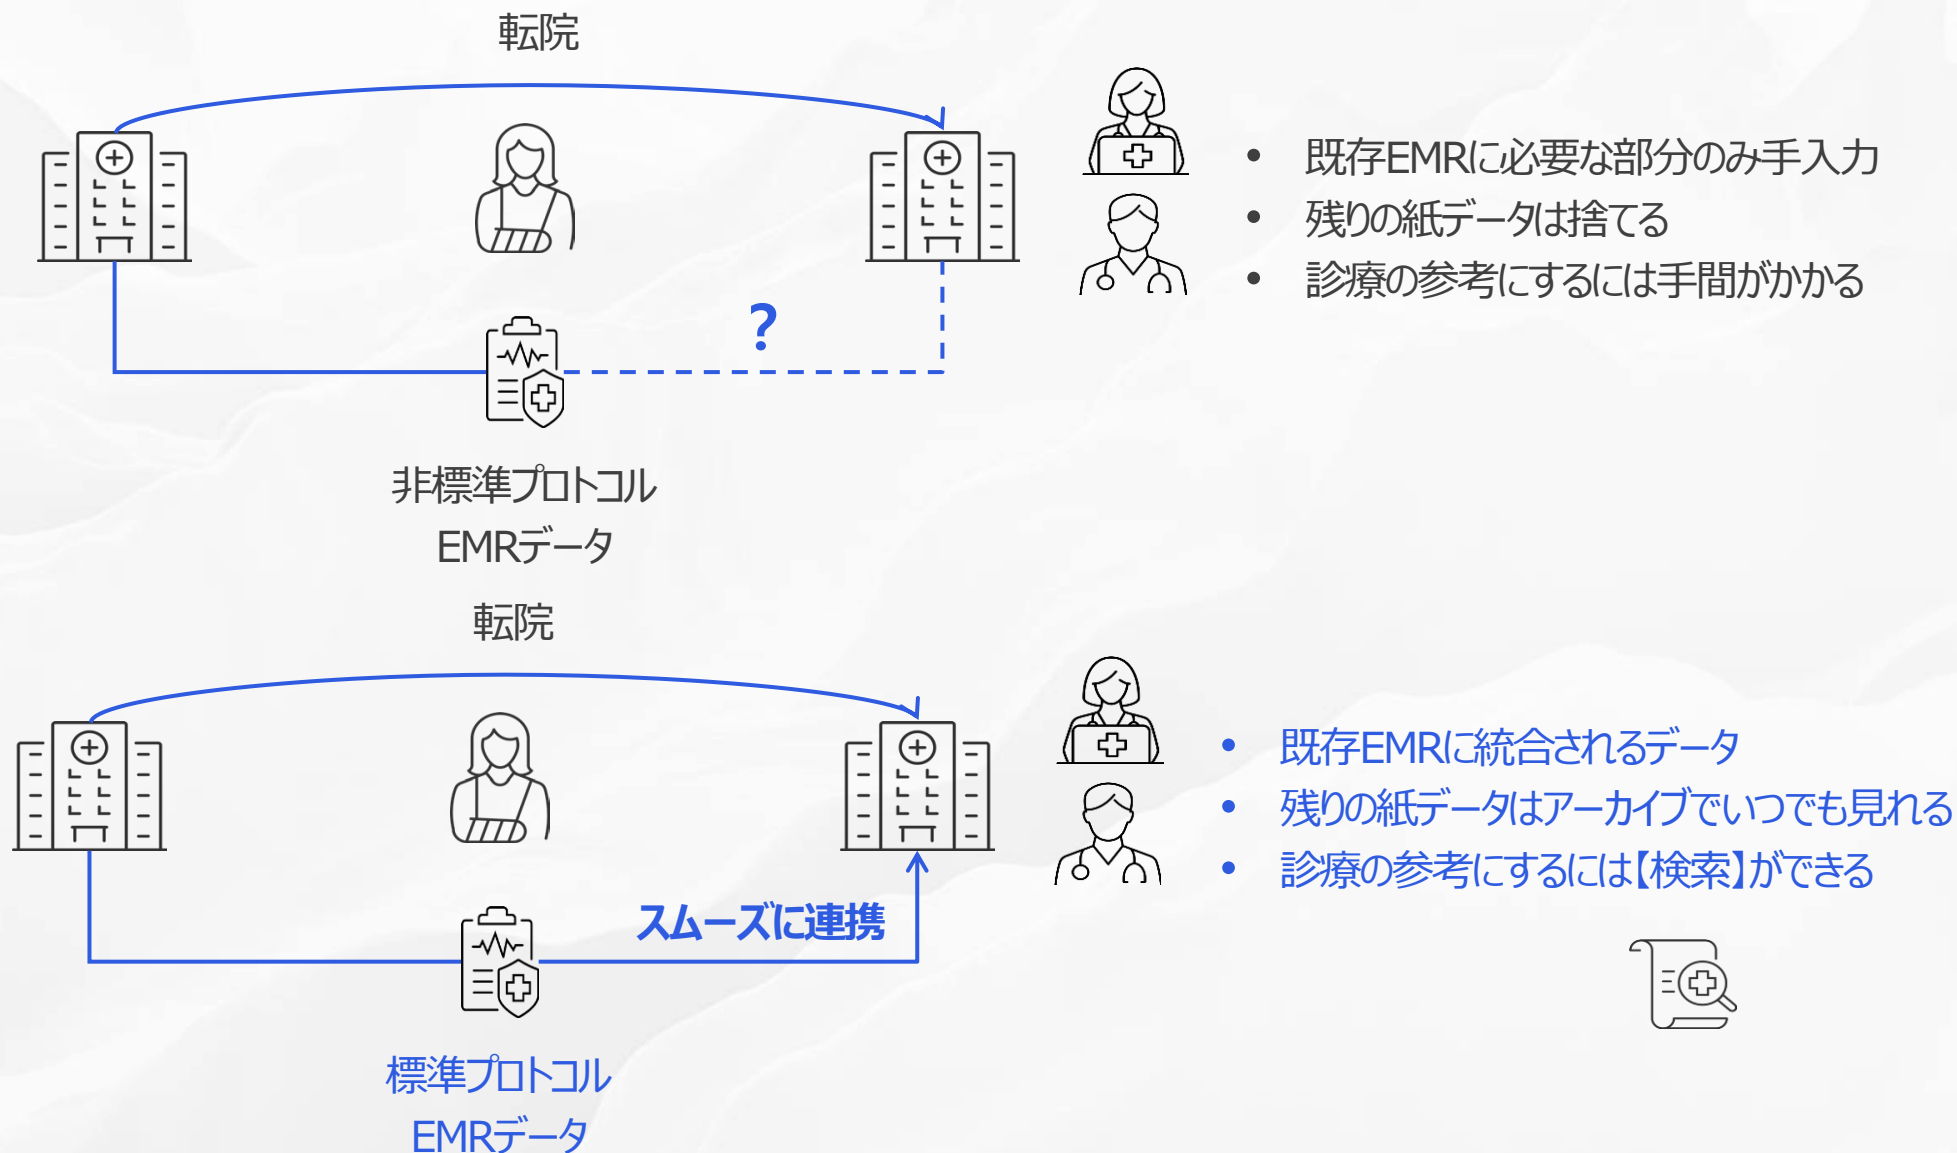 転院
• 既存EMRに必要な部分のみ手入力
• 残りの紙データは捨てる
• 診療の参考にするには手間がかかる
?
非標準プロトコル
EMRデータ
転院
• 既存EMRに統合されるデータ
• 残りの紙データはアーカイブでいつでも見れる
• 診療の参考にするには【検索】ができる
スムーズに連携
標準プロトコル
EMRデータ